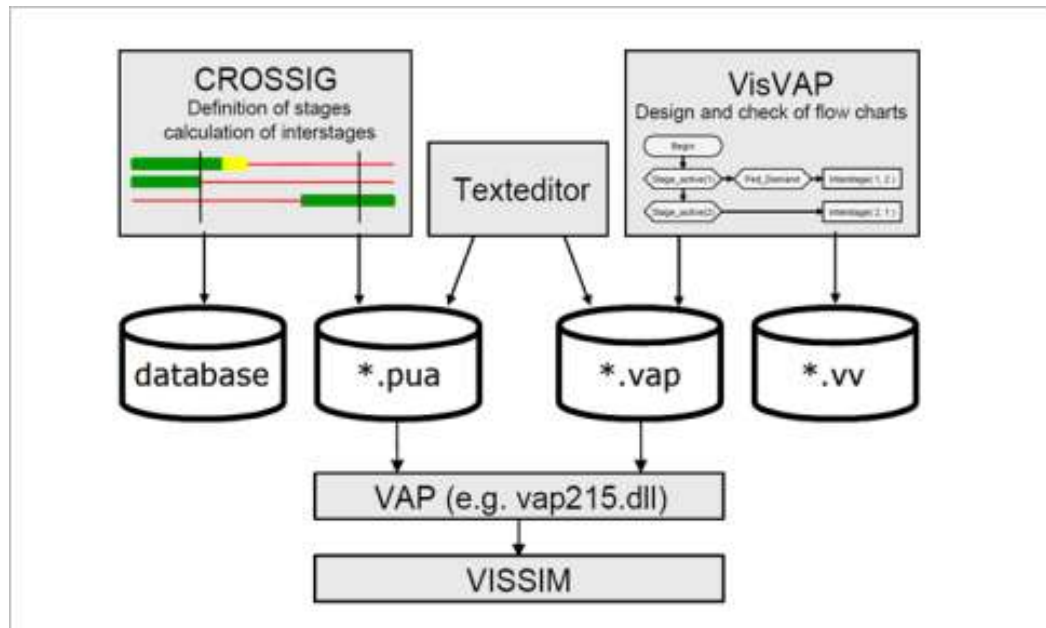 CROSSIG
Definition of stages
calculation of interstages
VisVAP
Design and check of flow charts
Begin
Stage_active(1)
Ped_Demand
Interstage( 1, 2 )
Stage_active(2)
Interstage( 2, 1 )
Texteditor
database
*.pua
*.vap
*.vv
VAP (e.g. vap215.dll)
VISSIM